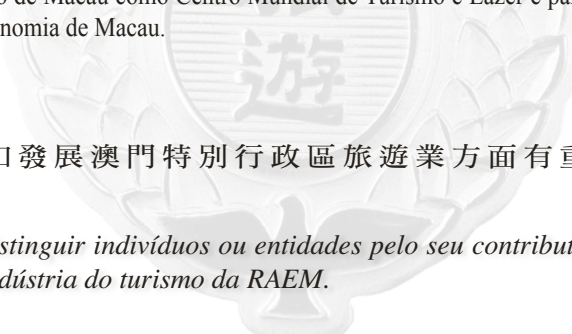 de Macau como Centro Mundial de Turismo e Lazer e
nomia de Macau.
遊
發展澳門特別行政區旅遊業方面有重
stinguir indivíduos ou entidades pelo seu contribut
dústria do turismo da RAEM.